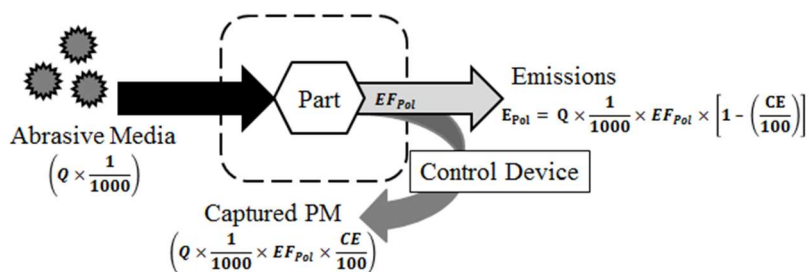 Abrasive Media
(Q × 1/1000)
Part
EF_Pol
Emissions
E_Pol = Q × 1/1000 × EF_Pol × [1 − (CE/100)]
Control Device
Captured PM
(Q × 1/1000 × EF_Pol × CE/100)